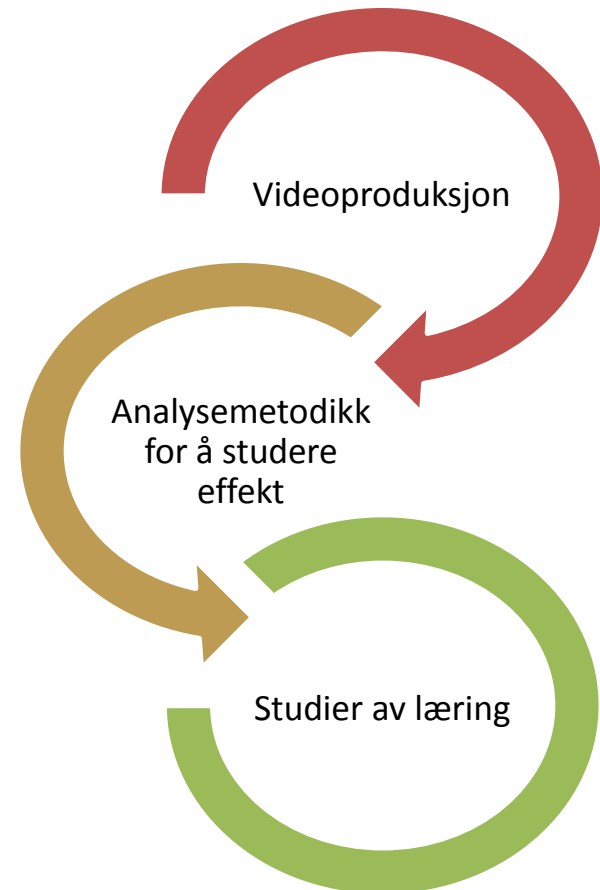 Videoproduksjon
Analysemetodikk
for å studere
effekt
Studier av læring